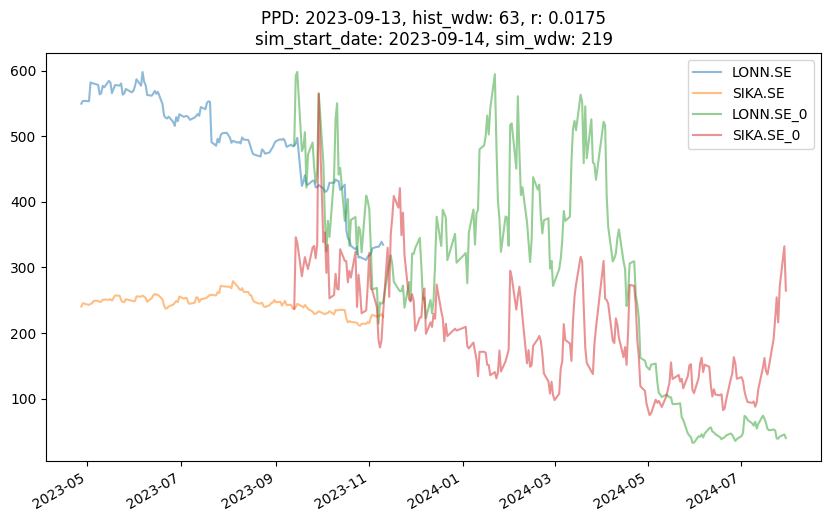 PPD: 2023-09-13, hist_wdw: 63, r: 0.0175
sim_start_date: 2023-09-14, sim_wdw: 219
LONN.SE
SIKA.SE
LONN.SE_0
SIKA.SE_0
600
500
400
300
200
100
2023-05
2023-07
2023-09
2023-11
2024-01
2024-03
2024-05
2024-07